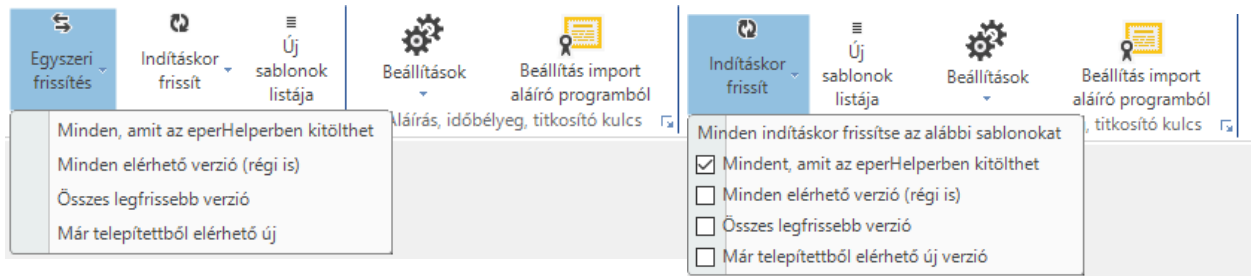 Egyszeri
frissítés
Indításkor
frissít
Új
sablonok
listája
Beállítások
Beállítás import
aláíró programból
Aláírás, időbélyeg, titkosító kulcs
Minden, amit az eperHelperben kitölthet
Minden elérhető verzió (régi is)
Összes legfrissebb verzió
Már telepítettből elérhető új
Indításkor
frissít
Új
sablonok
listája
Beállítások
Beállítás import
aláíró programból
, titkosító kulcs
Minden indításkor frissítse az alábbi sablonokat
Mindent, amit az eperHelperben kitölthet
Minden elérhető verzió (régi is)
Összes legfrissebb verzió
Már telepítettből elérhető új verzió